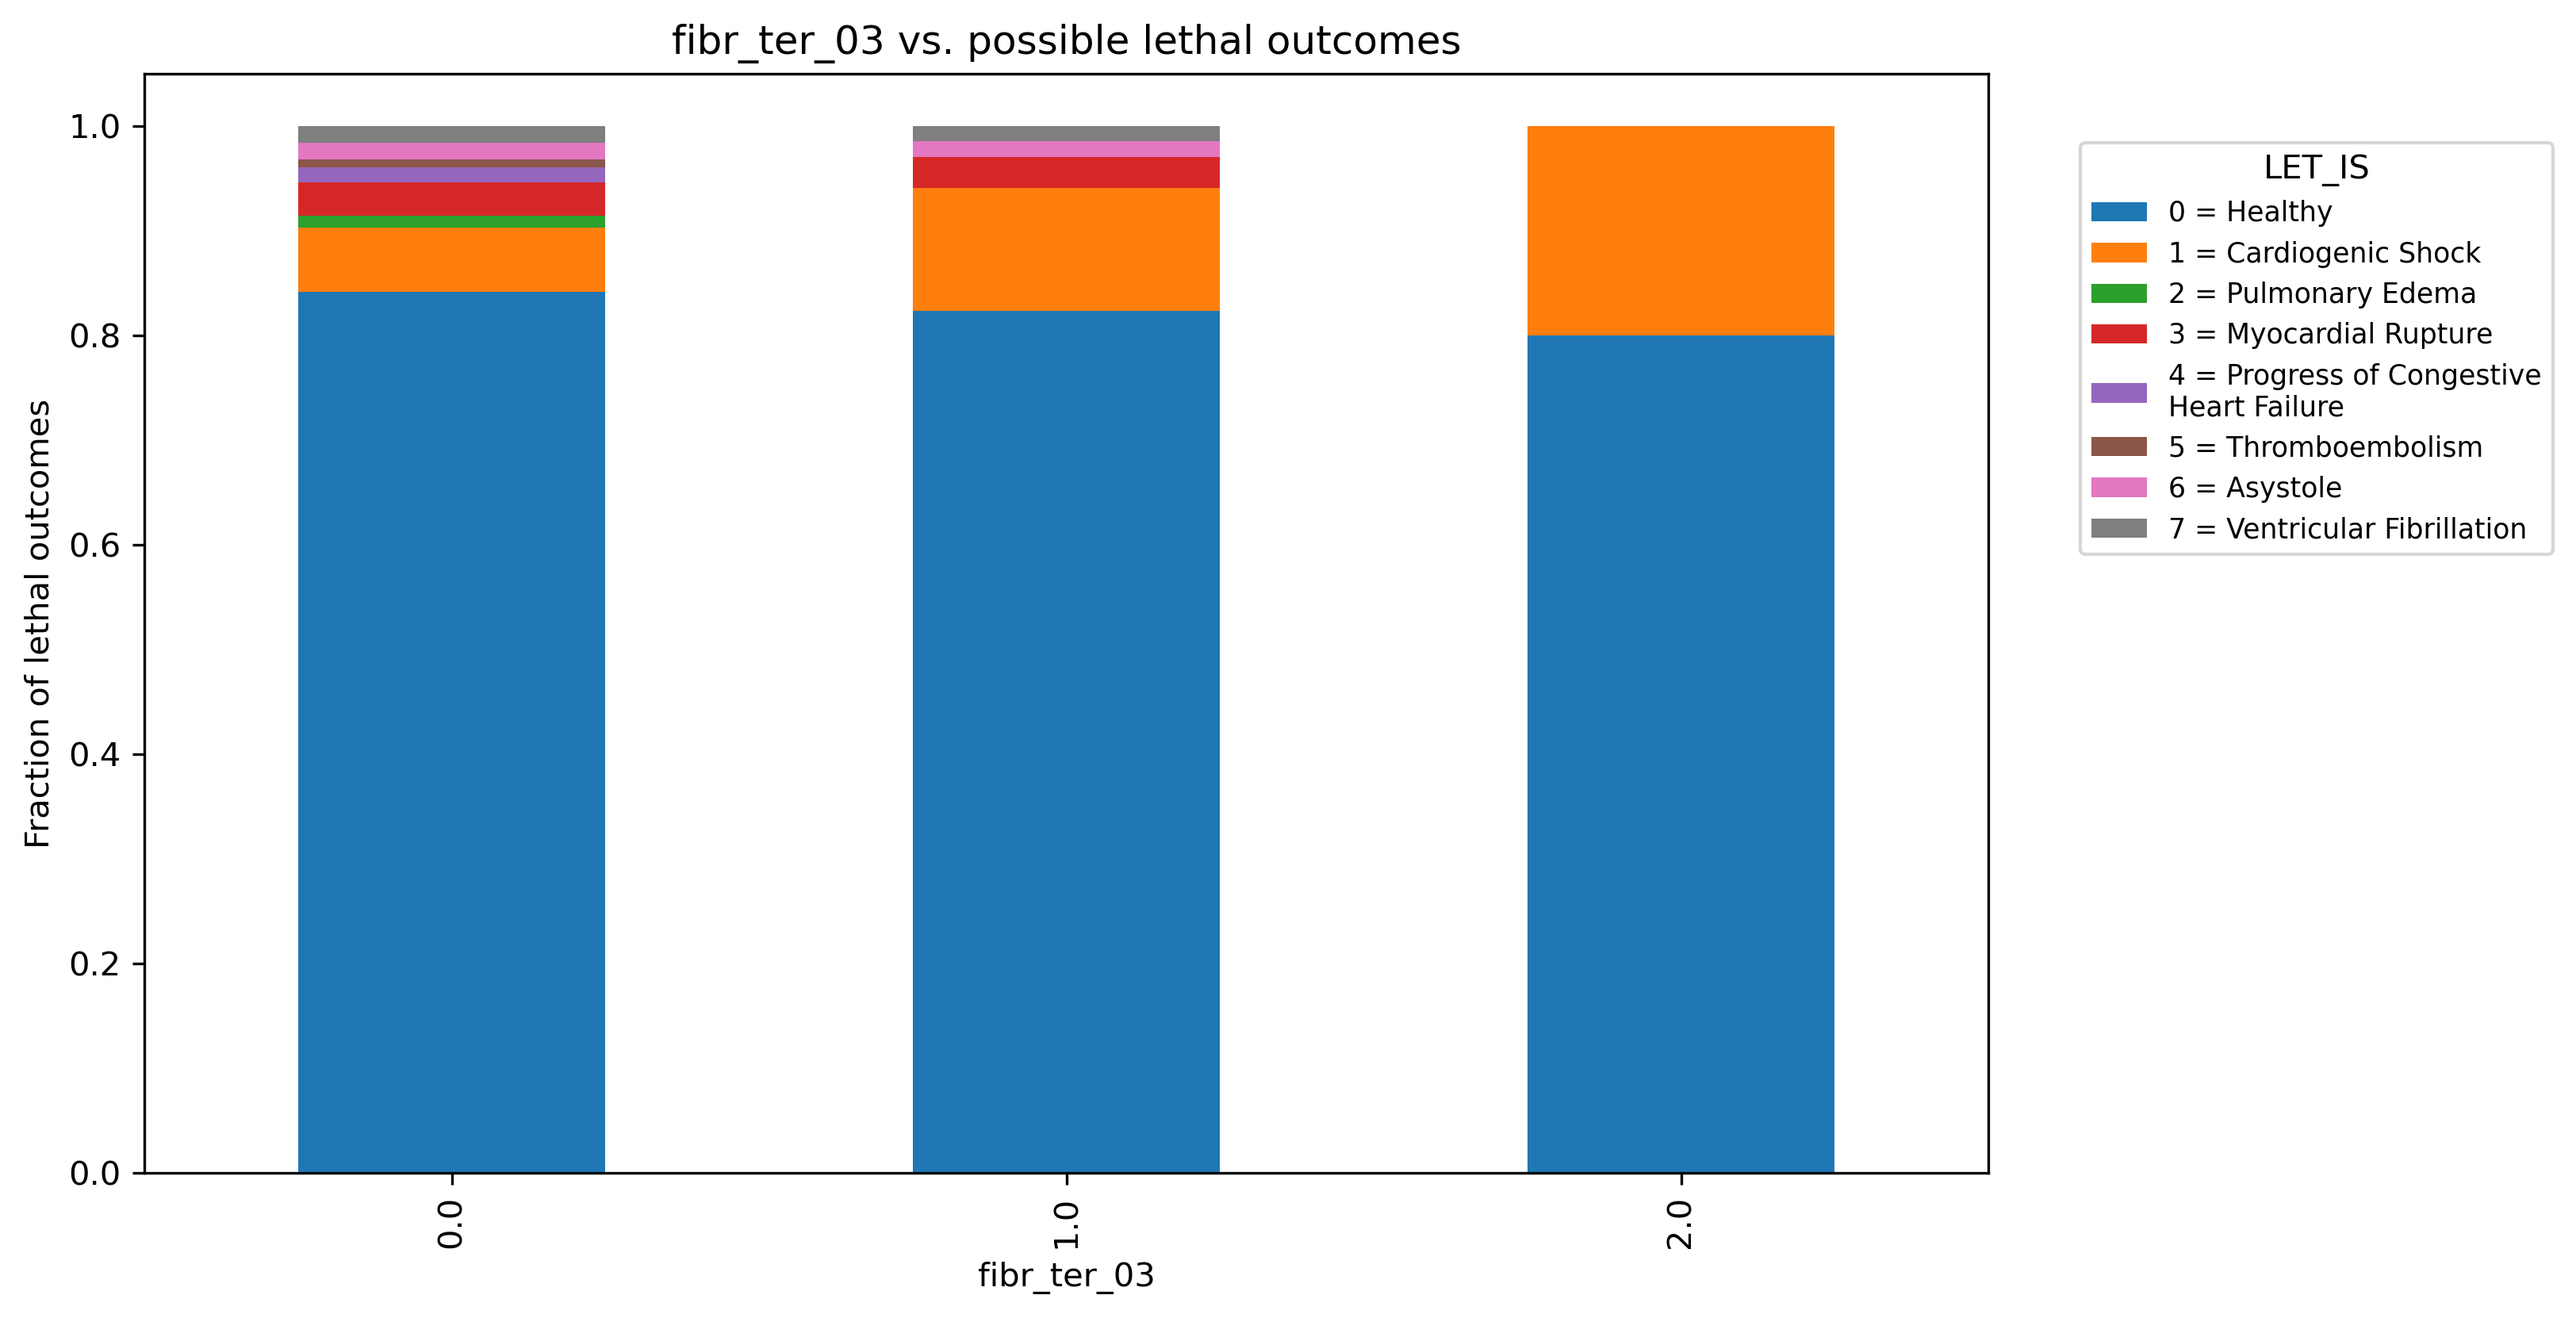 fibr_ter_03 vs. possible lethal outcomes
Fraction of lethal outcomes
1.0
0.8
0.6
0.4
0.2
0.0
0.0
1.0
2.0
fibr_ter_03
LET_IS
0 = Healthy
1 = Cardiogenic Shock
2 = Pulmonary Edema
3 = Myocardial Rupture
4 = Progress of Congestive
Heart Failure
5 = Thromboembolism
6 = Asystole
7 = Ventricular Fibrillation